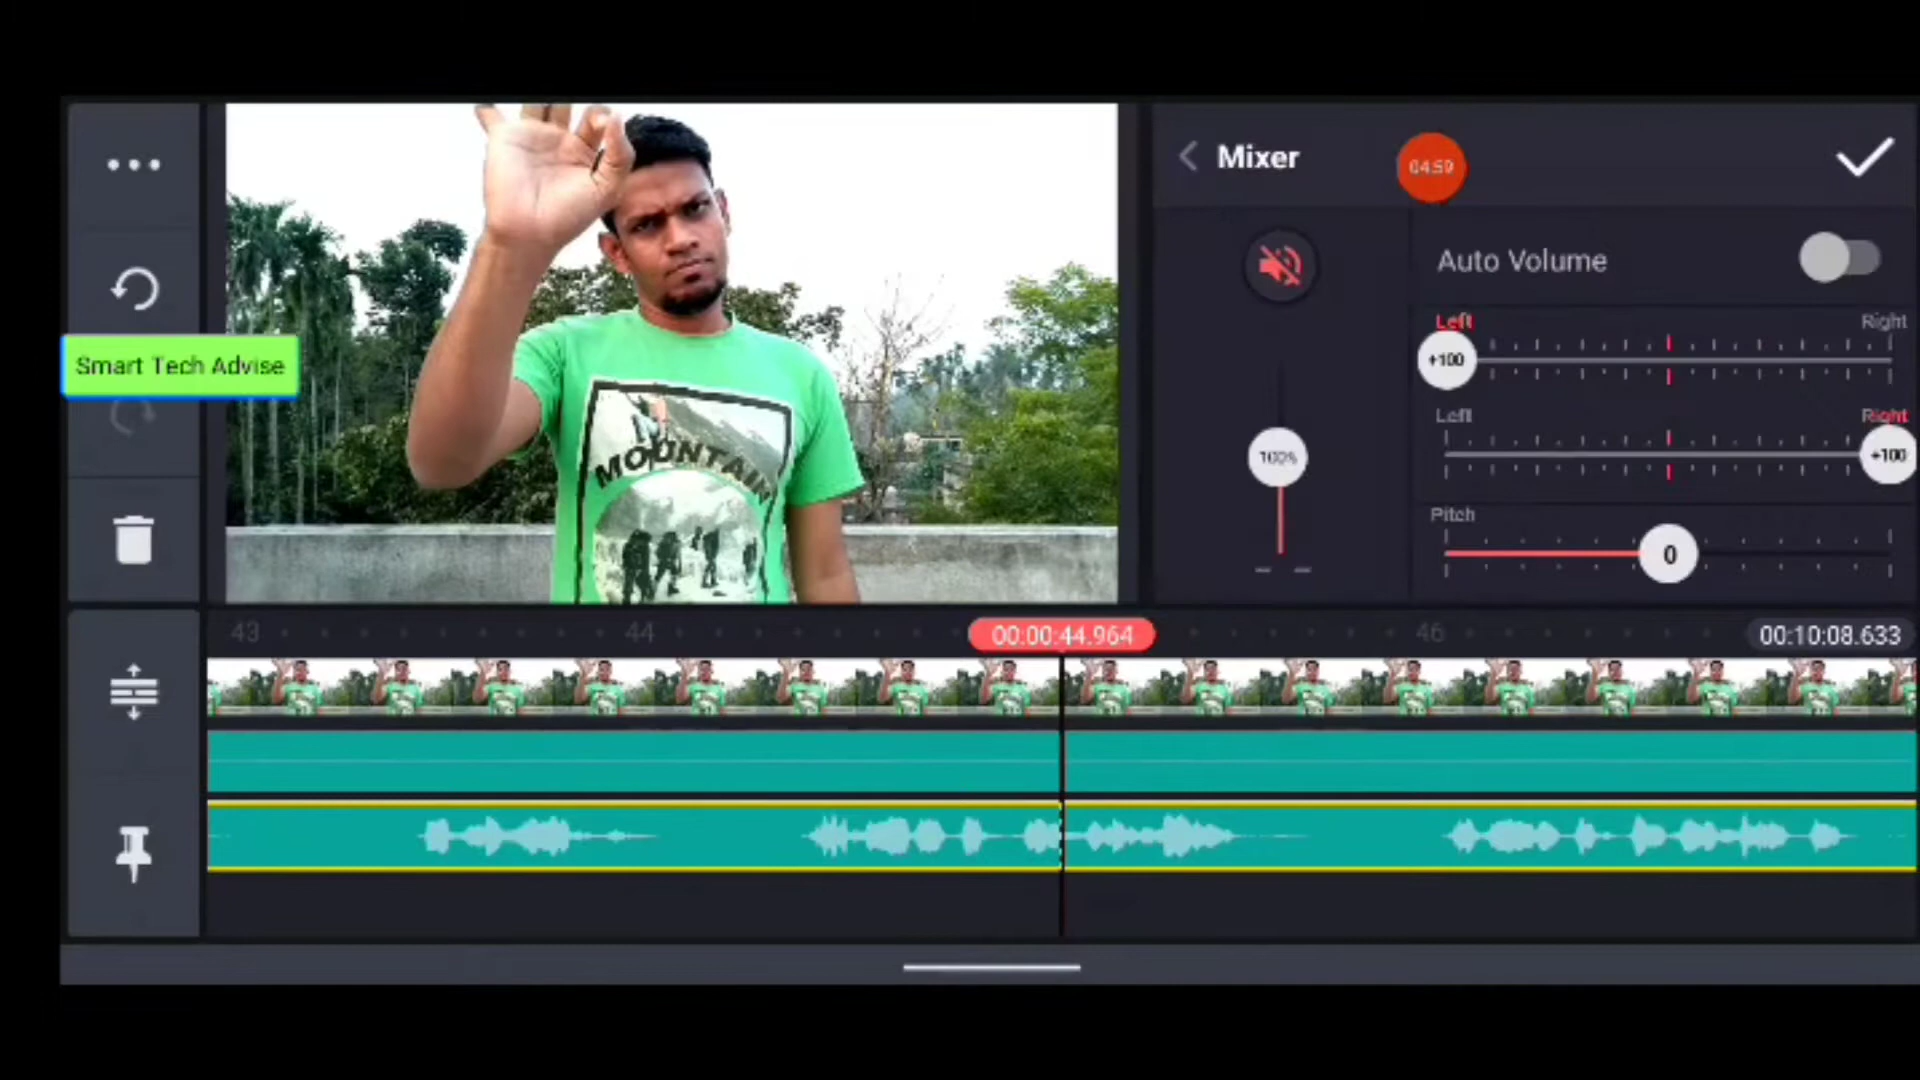 Mixer
04:59
Auto Volume
Left
Right
+100
Left
Right
+100
100%
Pitch
0
Smart Tech Advise
MOUNTAIN
43
44
00:00:44.964
46
00:10:08.633